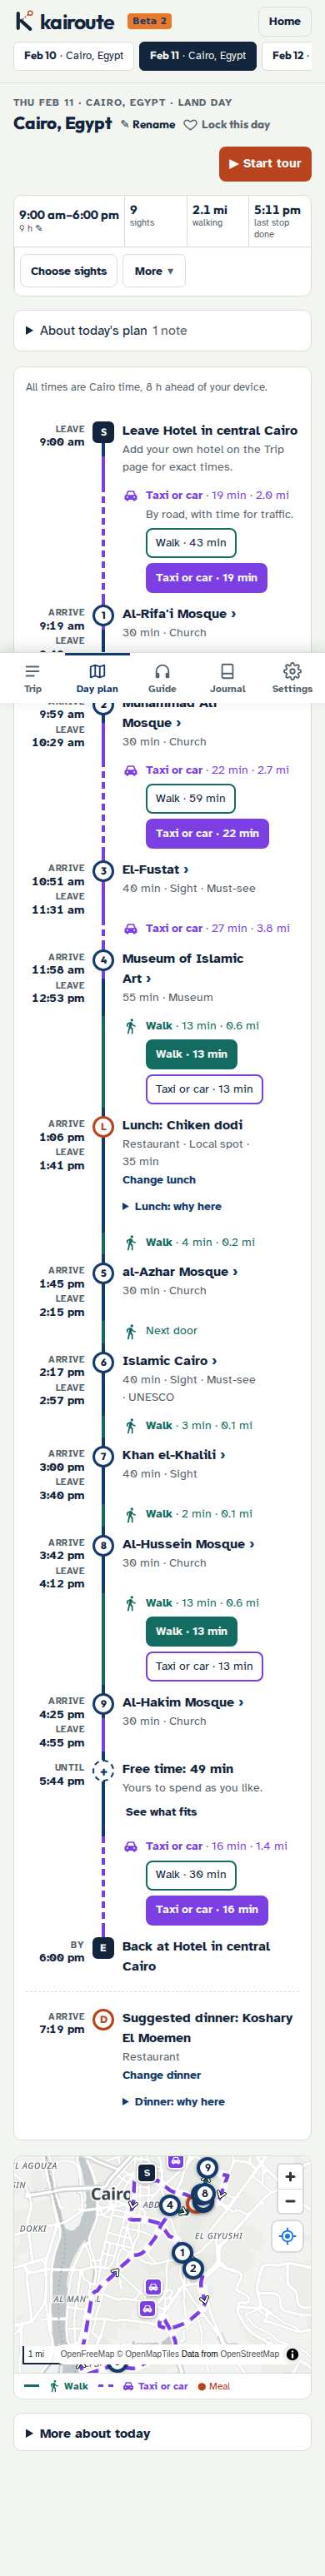 kairoute Beta 2 Home
Feb 10 · Cairo, Egypt Feb 11 · Cairo, Egypt Feb 12 ·
THU FEB 11 · CAIRO, EGYPT · LAND DAY
Cairo, Egypt ✎ Rename Lock this day
▶ Start tour
9:00 am–6:00 pm 9 2.1 mi 5:11 pm
9 h ✎ sights walking last stop
done
Choose sights More ▾
▶ About today's plan 1 note
All times are Cairo time, 8 h ahead of your device.
LEAVE
9:00 am
S
Leave Hotel in central Cairo
Add your own hotel on the Trip
page for exact times.
Taxi or car · 19 min · 2.0 mi
By road, with time for traffic.
Walk · 43 min
Taxi or car · 19 min
ARRIVE
9:19 am
LEAVE
1
Al-Rifa'i Mosque ›
30 min · Church
Trip Day plan Guide Journal Settings
9:59 am
LEAVE
10:29 am
2
Muhammad Ali
Mosque ›
30 min · Church
Taxi or car · 22 min · 2.7 mi
Walk · 59 min
Taxi or car · 22 min
ARRIVE
10:51 am
LEAVE
11:31 am
3
El-Fustat ›
40 min · Sight · Must-see
Taxi or car · 27 min · 3.8 mi
ARRIVE
11:58 am
LEAVE
12:53 pm
4
Museum of Islamic
Art ›
55 min · Museum
Walk · 13 min · 0.6 mi
Walk · 13 min
Taxi or car · 13 min
ARRIVE
1:06 pm
LEAVE
1:41 pm
L
Lunch: Chiken dodi
Restaurant · Local spot ·
35 min
Change lunch
▶ Lunch: why here
Walk · 4 min · 0.2 mi
ARRIVE
1:45 pm
LEAVE
2:15 pm
5
al-Azhar Mosque ›
30 min · Church
Next door
ARRIVE
2:17 pm
LEAVE
2:57 pm
6
Islamic Cairo ›
40 min · Sight · Must-see
· UNESCO
Walk · 3 min · 0.1 mi
ARRIVE
3:00 pm
LEAVE
3:40 pm
7
Khan el-Khalili ›
40 min · Sight
Walk · 2 min · 0.1 mi
ARRIVE
3:42 pm
LEAVE
4:12 pm
8
Al-Hussein Mosque ›
30 min · Church
Walk · 13 min · 0.6 mi
Walk · 13 min
Taxi or car · 13 min
ARRIVE
4:25 pm
LEAVE
4:55 pm
9
Al-Hakim Mosque ›
30 min · Church
UNTIL
5:44 pm
+
Free time: 49 min
Yours to spend as you like.
See what fits
Taxi or car · 16 min · 1.4 mi
Walk · 30 min
Taxi or car · 16 min
BY
6:00 pm
E
Back at Hotel in central
Cairo
ARRIVE
7:19 pm
D
Suggested dinner: Koshary
El Moemen
Restaurant
Change dinner
▶ Dinner: why here
L AGOUZA
S
9
+
Cairo
ABD
4
8
−
DOKKI
EL GIYUSHI
1
2
1 mi OpenFreeMap © OpenMapTiles Data from OpenStreetMap
Walk Taxi or car Meal
▶ More about today